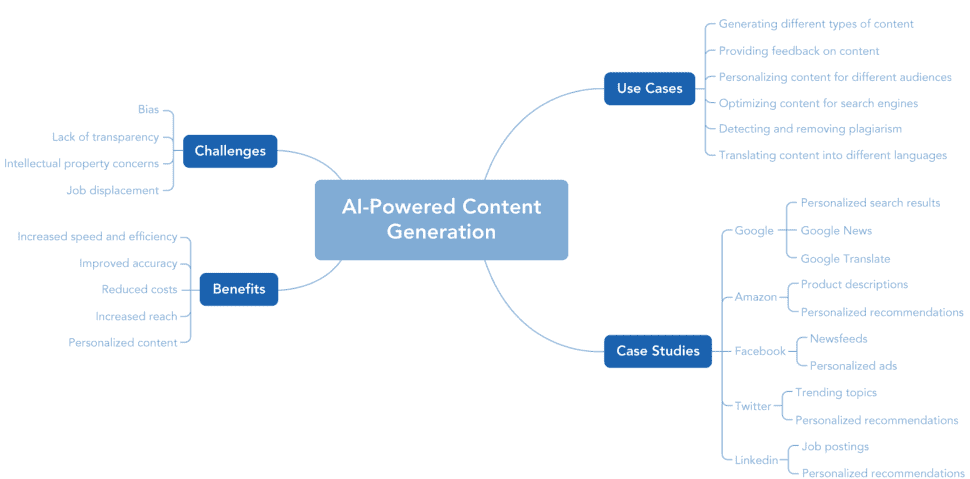 AI-Powered Content
Generation
Use Cases
Generating different types of content
Providing feedback on content
Personalizing content for different audiences
Optimizing content for search engines
Detecting and removing plagiarism
Translating content into different languages
Case Studies
Google
Personalized search results
Google News
Google Translate
Amazon
Product descriptions
Personalized recommendations
Facebook
Newsfeeds
Personalized ads
Twitter
Trending topics
Personalized recommendations
Linkedin
Job postings
Personalized recommendations
Challenges
Bias
Lack of transparency
Intellectual property concerns
Job displacement
Benefits
Increased speed and efficiency
Improved accuracy
Reduced costs
Increased reach
Personalized content